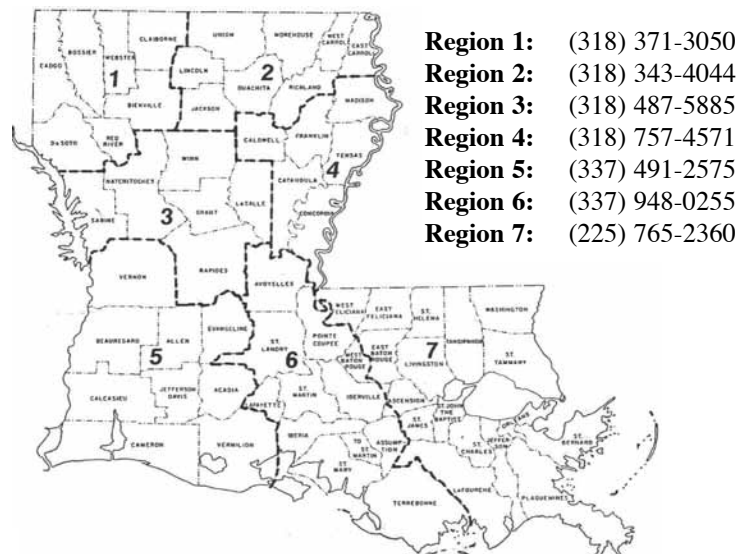 Region 1: (318) 371-3050
Region 2: (318) 343-4044
Region 3: (318) 487-5885
Region 4: (318) 757-4571
Region 5: (337) 491-2575
Region 6: (337) 948-0255
Region 7: (225) 765-2360
CADDO
BOSSIER
WEBSTER
CLAIBORNE
UNION
MOREHOUSE
WEST CARROLL
EAST CARROLL
1
LINCOLN
2
OUACHITA
RICHLAND
MADISON
BIENVILLE
JACKSON
DeSOTO
RED RIVER
CALDWELL
FRANKLIN
TENSAS
WINN
4
NATCHITOCHES
CATAHOULA
SABINE
3
GRANT
LASALLE
CONCORDIA
VERNON
RAPIDES
AVOYELLES
WEST FELICIANA
EAST FELICIANA
ST. HELENA
WASHINGTON
BEAUREGARD
ALLEN
EVANGELINE
ST. LANDRY
POINTE COUPEE
WEST BATON ROUGE
EAST BATON ROUGE
TANGIPAHOA
5
6
7
LIVINGSTON
ST. TAMMANY
CALCASIEU
JEFFERSON DAVIS
ACADIA
LAFAYETTE
ST. MARTIN
IBERVILLE
ASCENSION
ST. JAMES
ST. JOHN THE BAPTIST
ORLEANS
CAMERON
VERMILION
IBERIA
TO ST. MARTIN
ASSUMPTION
ST. CHARLES
JEFFERSON
ST. BERNARD
ST. MARY
TERREBONNE
LAFOURCHE
PLAQUEMINES